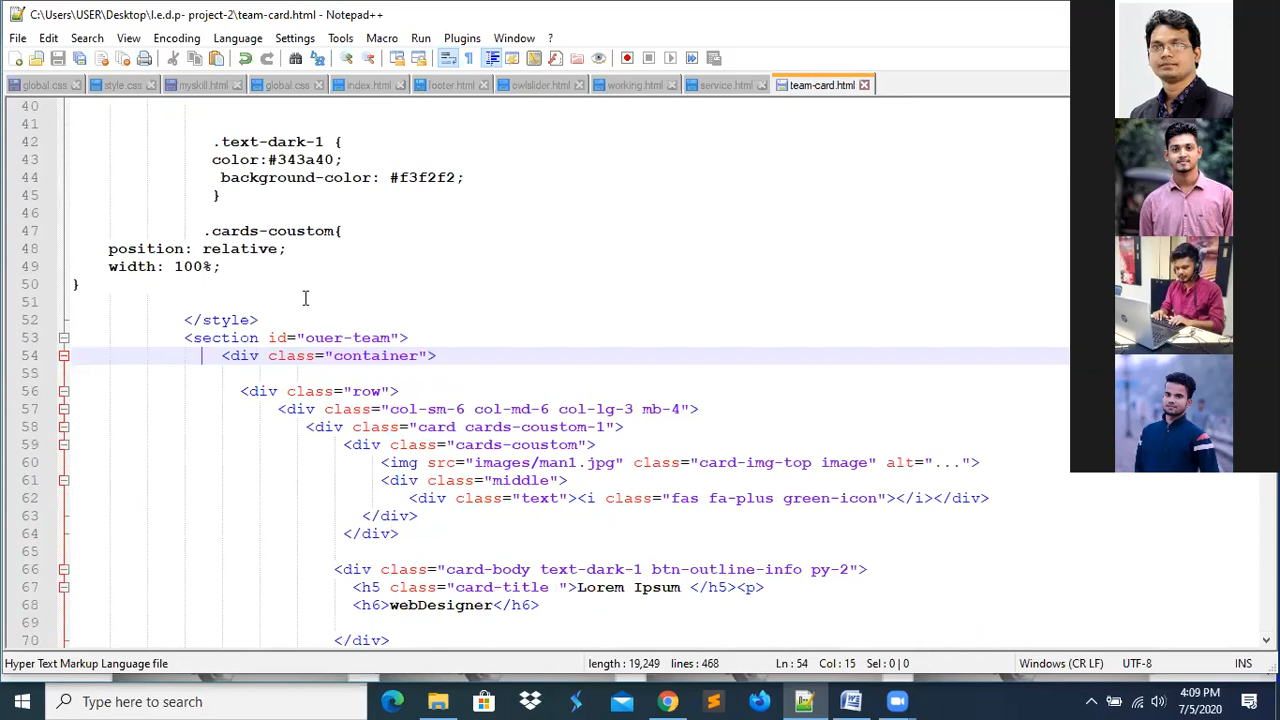 C:\Users\USER\Desktop\l.e.d.p- project-2\team-card.html - Notepad++
File Edit Search View Encoding Language Settings Tools Macro Run Plugins Window ?
global.css style.css myskill.html global.css index.html footer.html owlslider.html working.html service.html team-card.html
40
41
42 .text-dark-1 {
43 color:#343a40;
44 background-color: #f3f2f2;
45 }
46
47 .cards-coustom{
48 position: relative;
49 width: 100%;
50 }
51
52 </style>
53 <section id="ouer-team">
54 <div class="container">
55
56 <div class="row">
57 <div class="col-sm-6 col-md-6 col-lg-3 mb-4">
58 <div class="card cards-coustom-1">
59 <div class="cards-coustom">
60 <img src="images/man1.jpg" class="card-img-top image" alt="...">
61 <div class="middle">
62 <div class="text"><i class="fas fa-plus green-icon"></i></div>
63 </div>
64 </div>
65
66 <div class="card-body text-dark-1 btn-outline-info py-2">
67 <h5 class="card-title ">Lorem Ipsum </h5><p>
68 <h6>webDesigner</h6>
69
70 </div>
Hyper Text Markup Language file length : 19,249 lines : 468 Ln : 54 Col : 15 Sel : 0 | 0 Windows (CR LF) UTF-8 INS
Type here to search
4:09 PM
7/5/2020